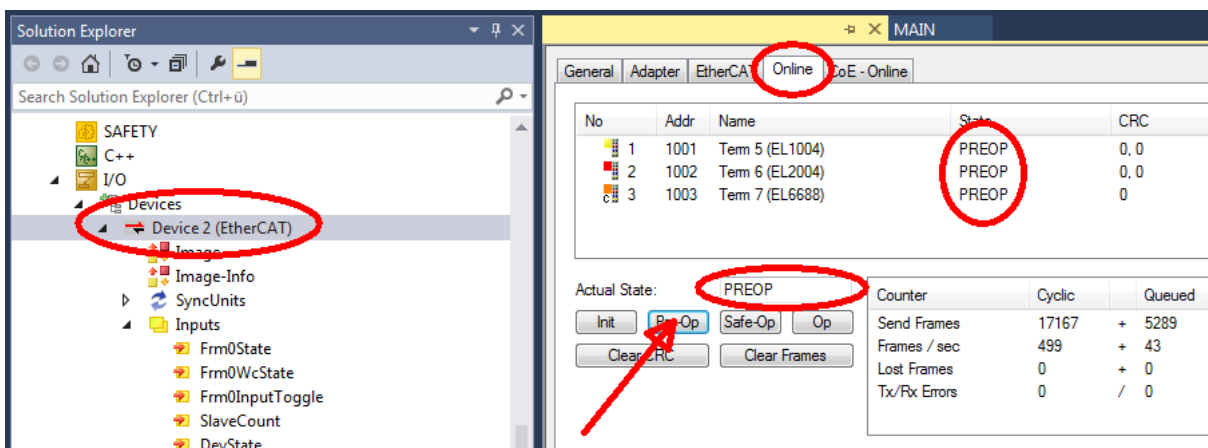 Solution Explorer
MAIN
Search Solution Explorer (Ctrl+ü)
SAFETY
C++
I/O
Devices
Device 2 (EtherCAT)
Image
Image-Info
SyncUnits
Inputs
Frm0State
Frm0WcState
Frm0InputToggle
SlaveCount
DevState
General Adapter EtherCAT Online CoE - Online
No Addr Name State CRC
1 1001 Term 5 (EL1004) PREOP 0, 0
2 1002 Term 6 (EL2004) PREOP 0, 0
c 3 1003 Term 7 (EL6688) PREOP 0
Actual State: PREOP
Init Pre-Op Safe-Op Op
Clear CRC Clear Frames
Counter Cyclic Queued
Send Frames 17167 + 5289
Frames / sec 499 + 43
Lost Frames 0 + 0
Tx/Rx Errors 0 / 0